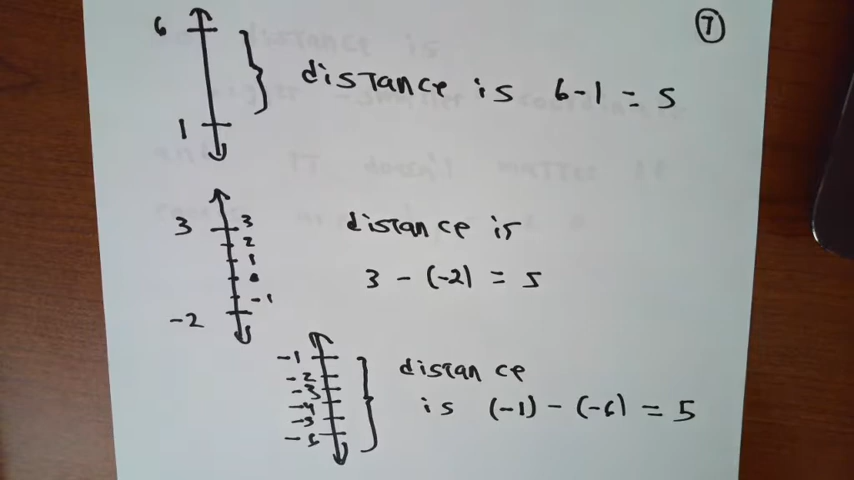 7
6
distance is 6-1 = 5
1
3 3
2
1
0
-1
-2
distance is
3 - (-2) = 5
-1
-2
-3
-4
-5
distance
is (-1) - (-6) = 5